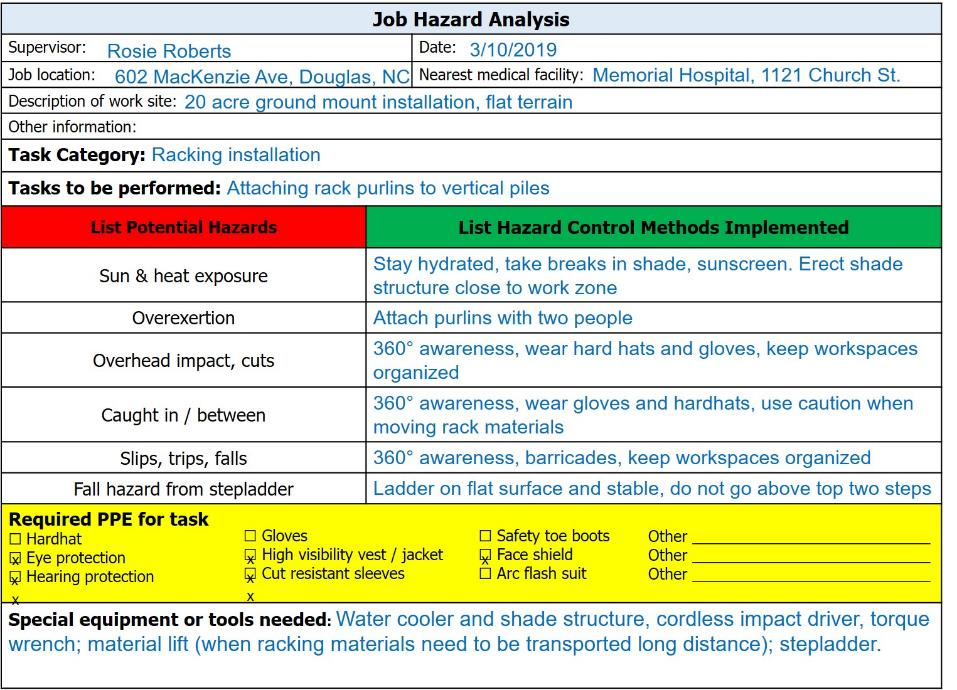 Job Hazard Analysis
Supervisor: Rosie Roberts Date: 3/10/2019
Job location: 602 MacKenzie Ave, Douglas, NC Nearest medical facility: Memorial Hospital, 1121 Church St.
Description of work site: 20 acre ground mount installation, flat terrain
Other information:
Task Category: Racking installation
Tasks to be performed: Attaching rack purlins to vertical piles
List Potential Hazards List Hazard Control Methods Implemented
Sun & heat exposure
Stay hydrated, take breaks in shade, sunscreen. Erect shade
structure close to work zone
Overexertion
Attach purlins with two people
Overhead impact, cuts
360° awareness, wear hard hats and gloves, keep workspaces
organized
Caught in / between
360° awareness, wear gloves and hardhats, use caution when
moving rack materials
Slips, trips, falls
360° awareness, barricades, keep workspaces organized
Fall hazard from stepladder
Ladder on flat surface and stable, do not go above top two steps
Required PPE for task
☐ Hardhat ☐ Gloves ☐ Safety toe boots Other
☐ x Eye protection ☐ x High visibility vest / jacket ☐ x Face shield Other
☐ x Hearing protection ☐ x Cut resistant sleeves ☐ Arc flash suit Other
x x
Special equipment or tools needed: Water cooler and shade structure, cordless impact driver, torque
wrench; material lift (when racking materials need to be transported long distance); stepladder.